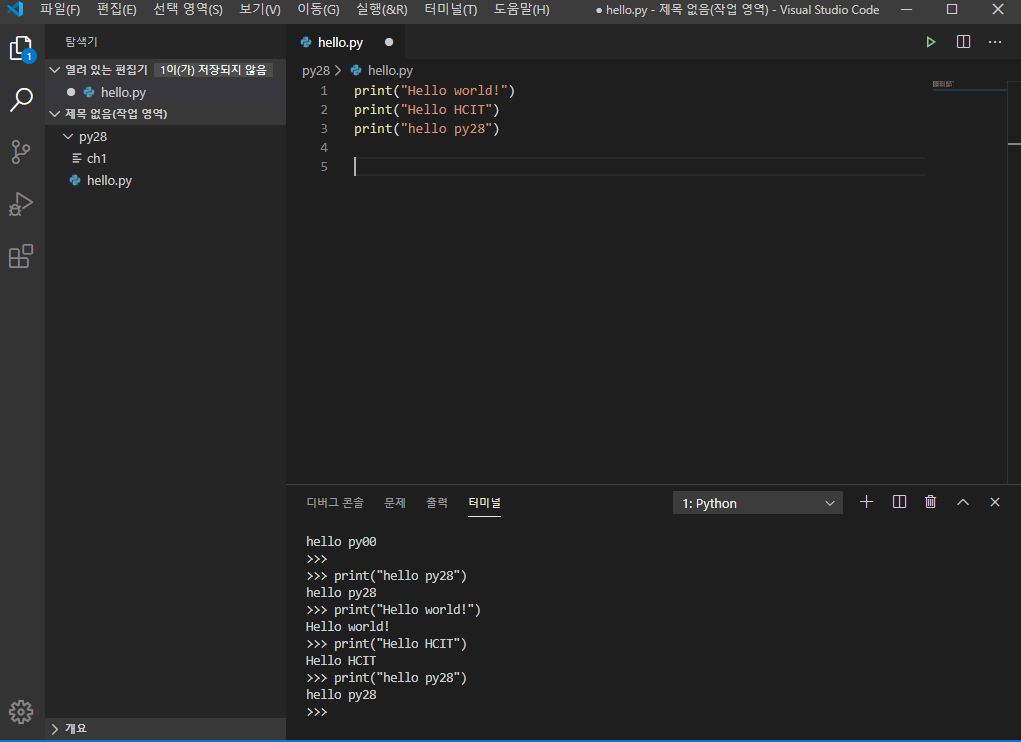 파일(F) 편집(E) 선택 영역(S) 보기(V) 이동(G) 실행(&R) 터미널(T) 도움말(H) ● hello.py - 제목 없음(작업 영역) - Visual Studio Code
탐색기
1
열려 있는 편집기 1이(가) 저장되지 않음
● hello.py
제목 없음(작업 영역)
py28
ch1
hello.py
개요
hello.py ●
py28 > hello.py
1 print("Hello world!")
2 print("Hello HCIT")
3 print("hello py28")
4
5
디버그 콘솔 문제 출력 터미널 1: Python
hello py00
>>>
>>> print("hello py28")
hello py28
>>> print("Hello world!")
Hello world!
>>> print("Hello HCIT")
Hello HCIT
>>> print("hello py28")
hello py28
>>>